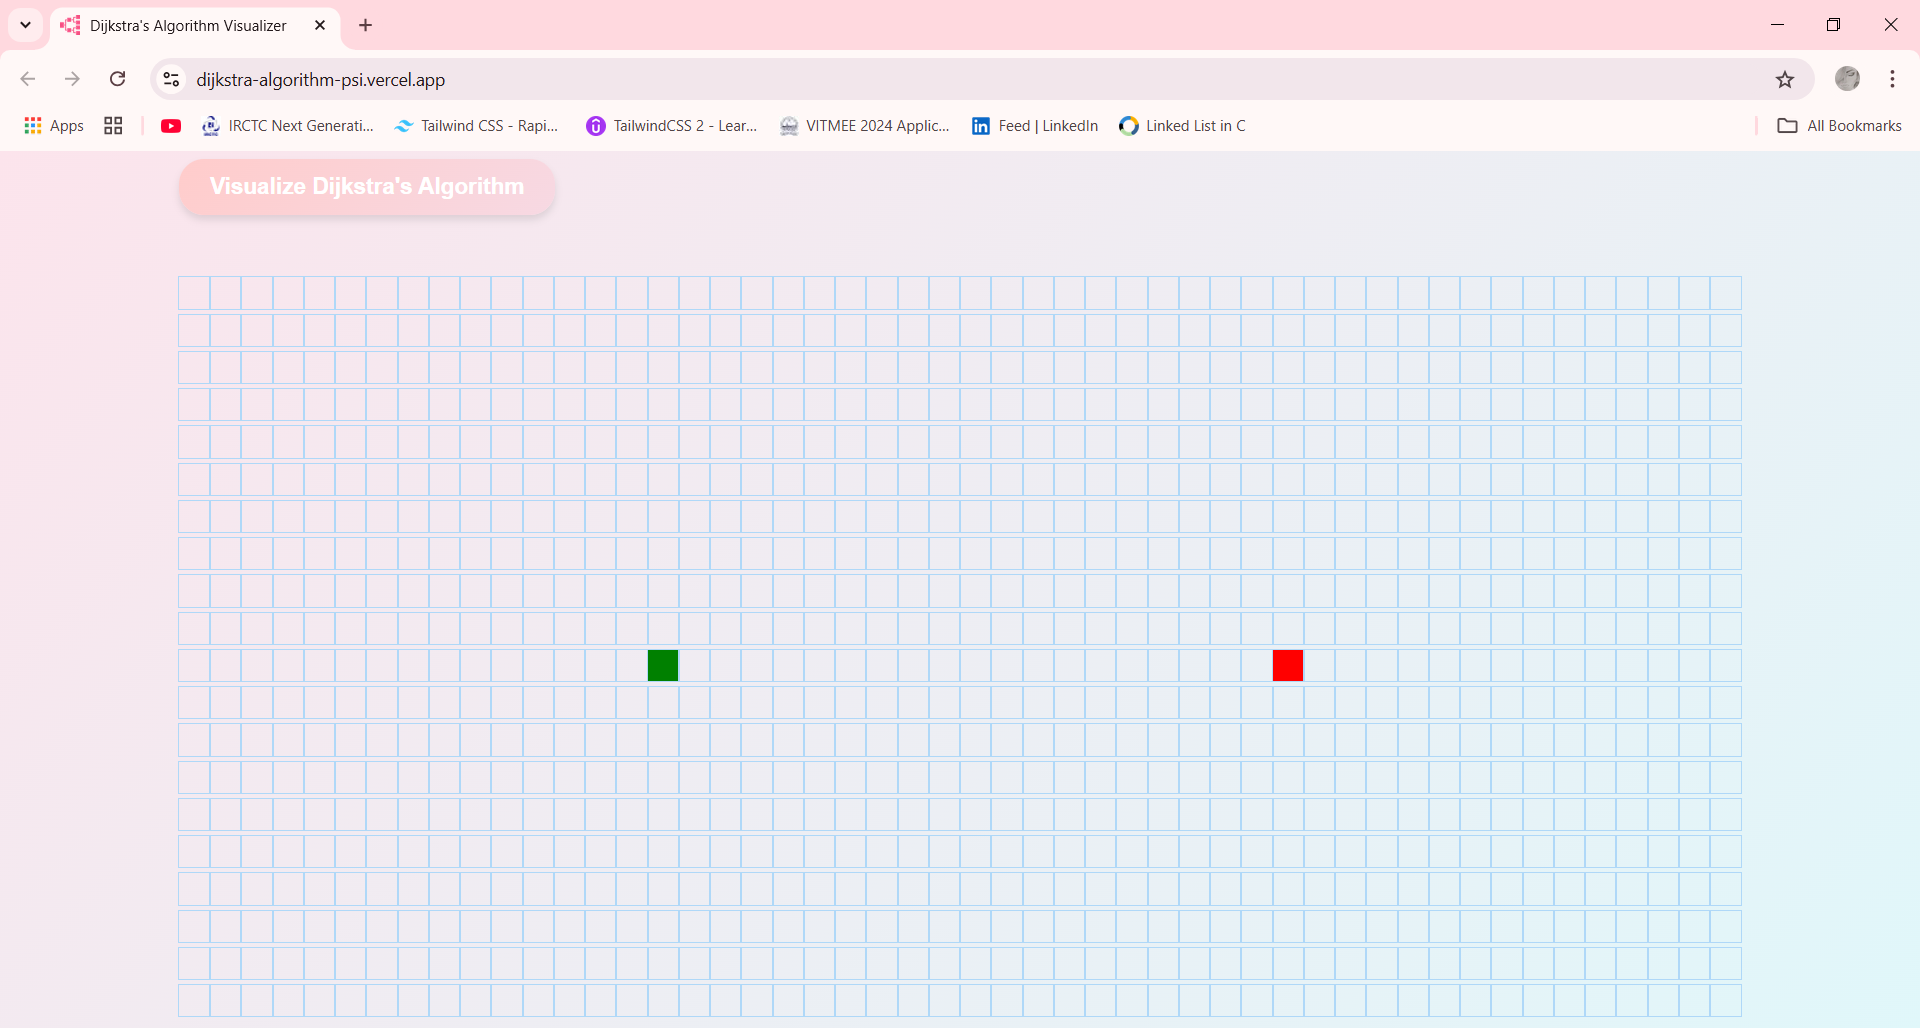 Dijkstra's Algorithm Visualizer
dijkstra-algorithm-psi.vercel.app
Apps IRCTC Next Generati... Tailwind CSS - Rapi... TailwindCSS 2 - Lear... VITMEE 2024 Applic... Feed | LinkedIn Linked List in C All Bookmarks
Visualize Dijkstra's Algorithm